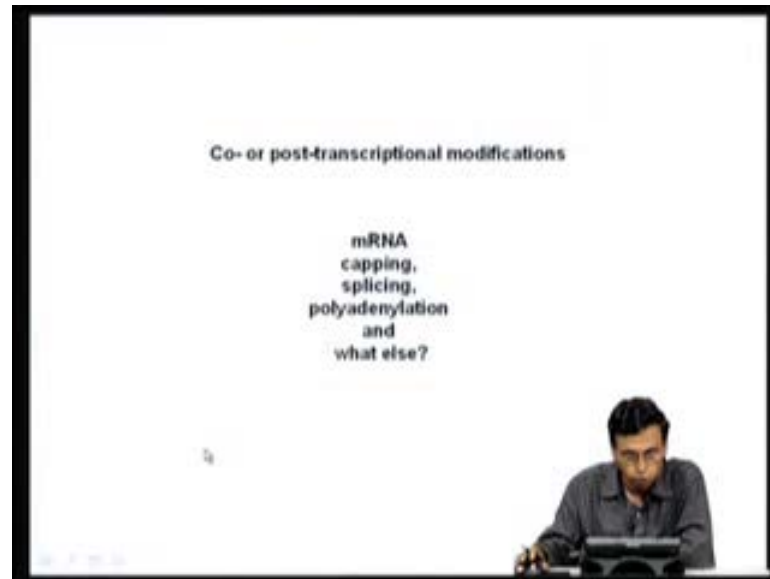 Co- or post-transcriptional modifications
mRNA
capping,
splicing,
polyadenylation
and
what else?